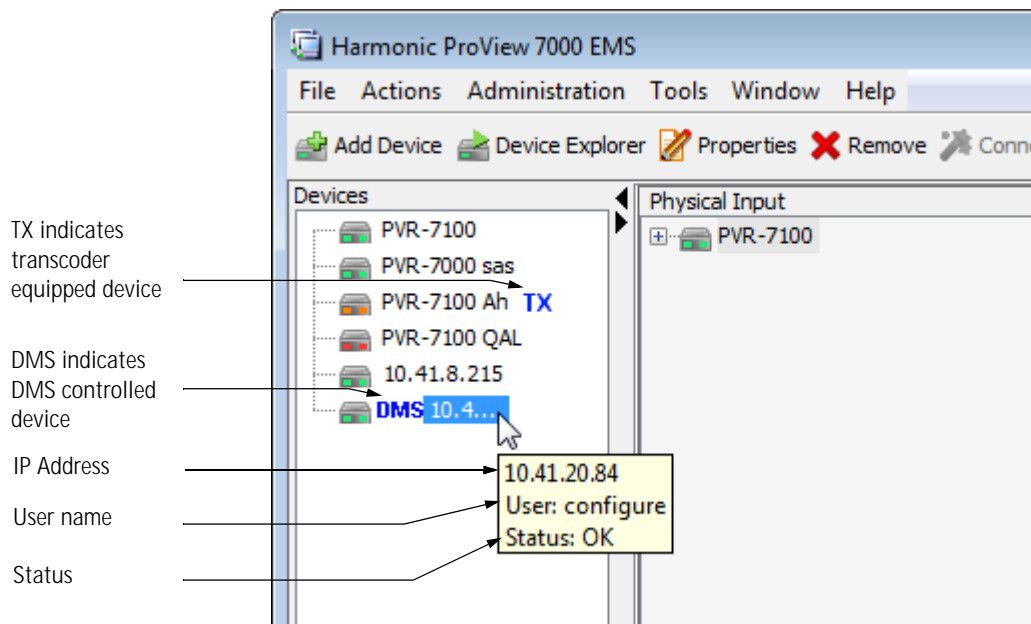 Harmonic ProView 7000 EMS
File Actions Administration Tools Window Help
Add Device Device Explorer Properties Remove Conn
Devices
PVR-7100
PVR-7000 sas
PVR-7100 Ah TX
PVR-7100 QAL
10.41.8.215
DMS 10.4...
10.41.20.84
User: configure
Status: OK
Physical Input
PVR-7100
TX indicates
transcoder
equipped device
DMS indicates
DMS controlled
device
IP Address
User name
Status